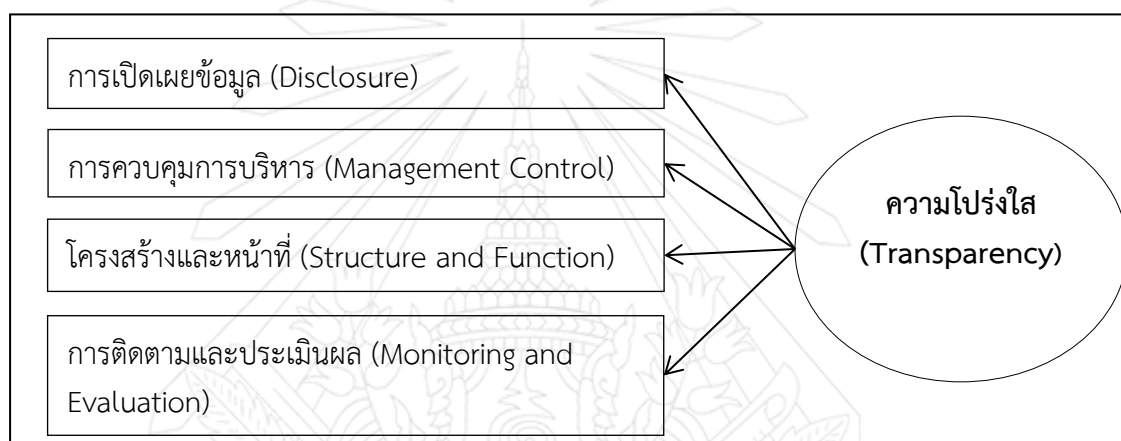 การเปิดเผยข้อมูล (Disclosure)
การควบคุมการบริหาร (Management Control)
โครงสร้างและหน้าที่ (Structure and Function)
การติดตามและประเมินผล (Monitoring and
Evaluation)
ความโปร่งใส
(Transparency)